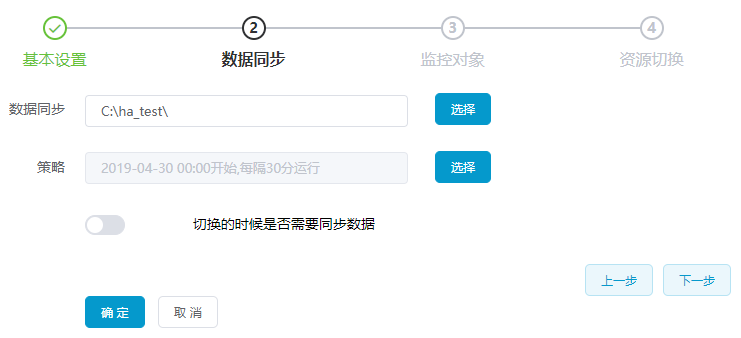 2 3 4
基本设置 数据同步 监控对象 资源切换
数据同步 C:\ha_test\ 选择
策略 2019-04-30 00:00开始,每隔30分运行 选择
切换的时候是否需要同步数据
上一步 下一步
确 定 取 消